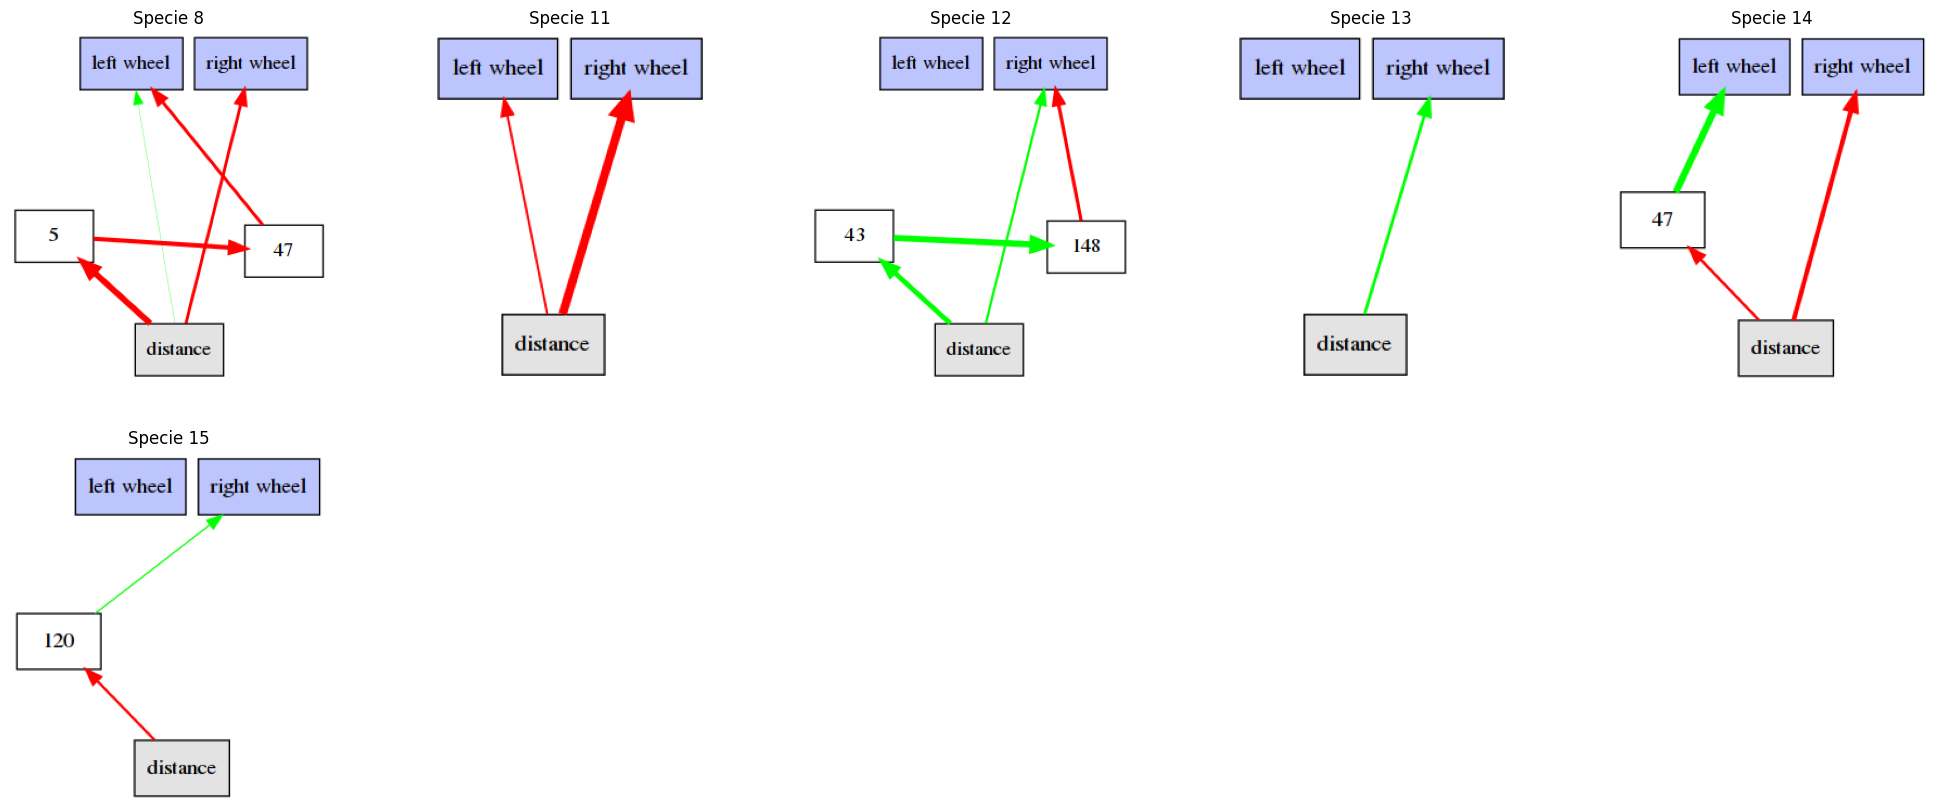 Specie 8
left wheel
right wheel
5
47
distance
Specie 11
left wheel
right wheel
distance
Specie 12
left wheel
right wheel
43
148
distance
Specie 13
left wheel
right wheel
distance
Specie 14
left wheel
right wheel
47
distance
Specie 15
left wheel
right wheel
120
distance